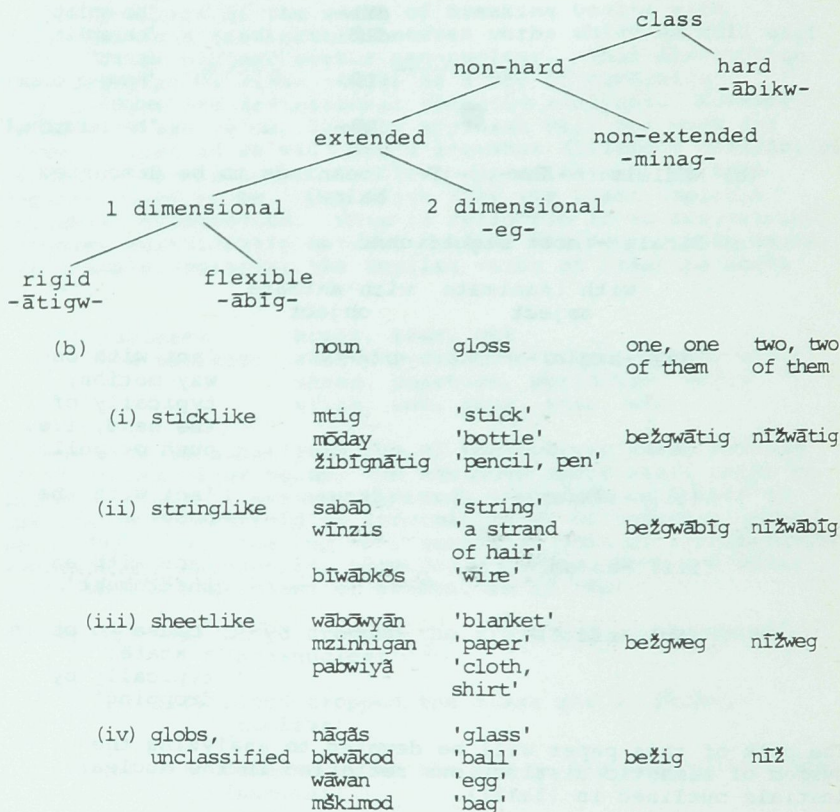 class
non-hard hard
-ābikw-
extended non-extended
-minag-
1 dimensional 2 dimensional
-eg-
rigid flexible
-ātigw- -ābīg-
(b) noun gloss one, one two, two
of them of them
(i) sticklike mtig 'stick'
mōday 'bottle' bežgwātig nīžwātig
žibīgnātig 'pencil, pen'
(ii) stringlike sabāb 'string'
wīnzis 'a strand bežgwābīg nīžwābīg
of hair'
bīwābkōs 'wire'
(iii) sheetlike wābōwyān 'blanket'
mzinhigan 'paper' bežgweg nīžweg
pabwiyã 'cloth,
shirt'
(iv) globs, nāgãs 'glass'
unclassified bkwākod 'ball' bežig nīž
wāwan 'egg'
mškimod 'bag'